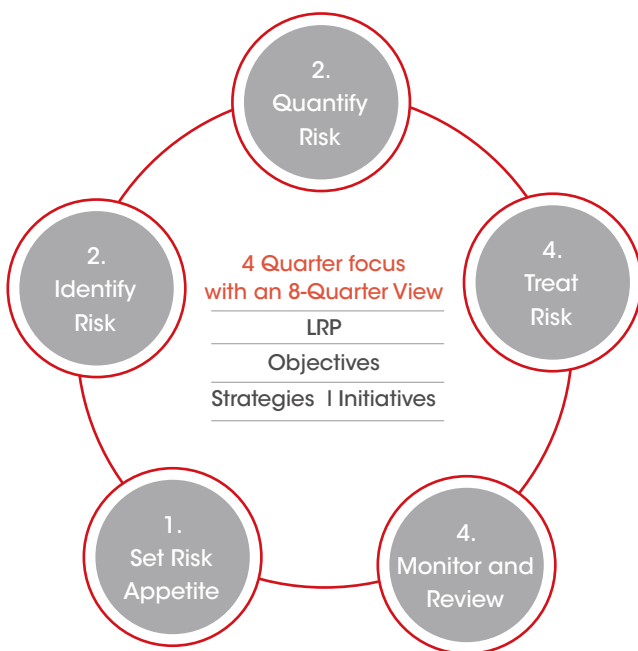 2.
Quantify
Risk
2.
Identify
Risk
4.
Treat
Risk
4 Quarter focus
with an 8-Quarter View
LRP
Objectives
Strategies | Initiatives
1.
Set Risk
Appetite
4.
Monitor and
Review